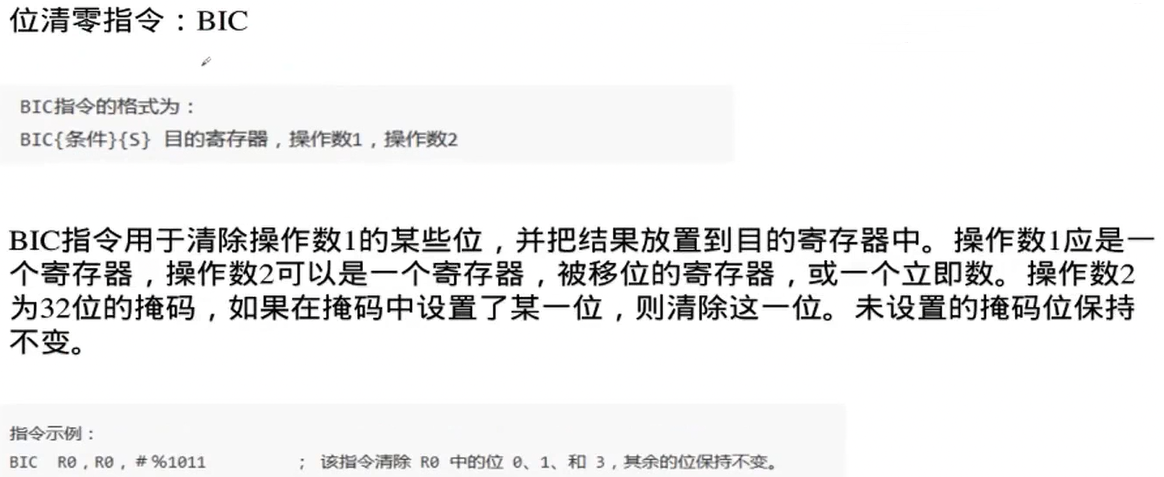 位清零指令：BIC
BIC指令的格式为：
BIC{条件}{S} 目的寄存器，操作数1，操作数2
BIC指令用于清除操作数1的某些位，并把结果放置到目的寄存器中。操作数1应是一
个寄存器，操作数2可以是一个寄存器，被移位的寄存器，或一个立即数。操作数2
为32位的掩码，如果在掩码中设置了某一位，则清除这一位。未设置的掩码位保持
不变。
指令示例：
BIC R0，R0，＃％1011 ； 该指令清除 R0 中的位 0、1、和 3，其余的位保持不变。